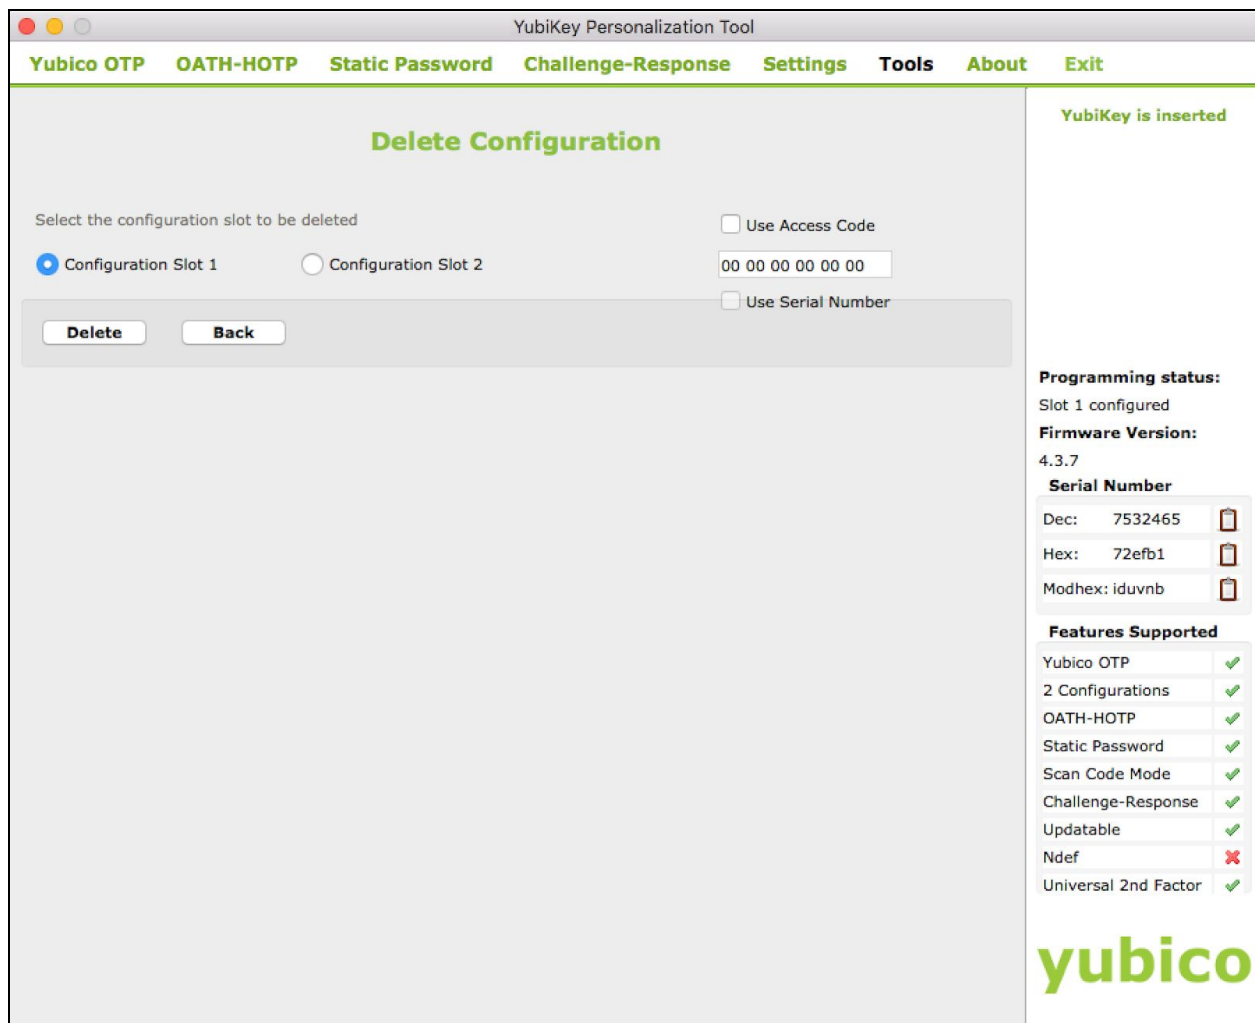 YubiKey Personalization Tool
Yubico OTP OATH-HOTP Static Password Challenge-Response Settings Tools About Exit
Delete Configuration
Select the configuration slot to be deleted
Use Access Code
Configuration Slot 1 Configuration Slot 2
00 00 00 00 00 00
Use Serial Number
Delete Back
YubiKey is inserted
Programming status:
Slot 1 configured
Firmware Version:
4.3.7
Serial Number
Dec: 7532465
Hex: 72efb1
Modhex: iduvnb
Features Supported
Yubico OTP
2 Configurations
OATH-HOTP
Static Password
Scan Code Mode
Challenge-Response
Updatable
Ndef
Universal 2nd Factor
yubico